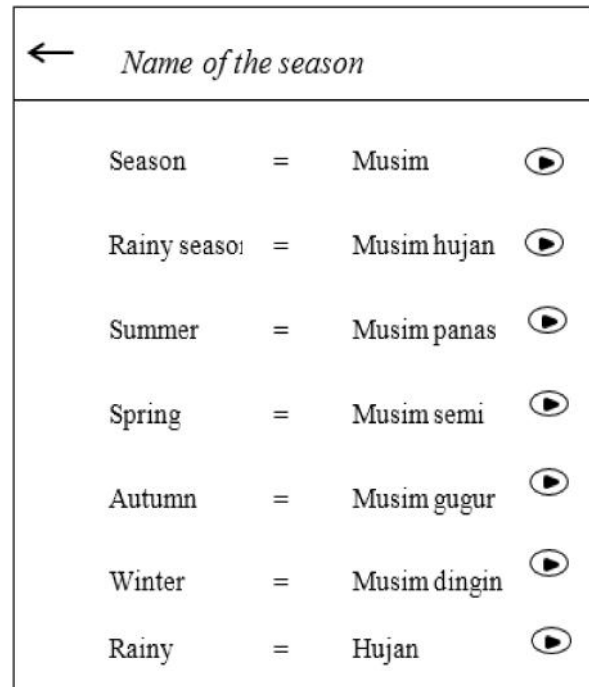 Name of the season
Season = Musim
Rainy seaso = Musim hujan
Summer = Musim panas
Spring = Musim semi
Autumn = Musim gugur
Winter = Musim dingin
Rainy = Hujan